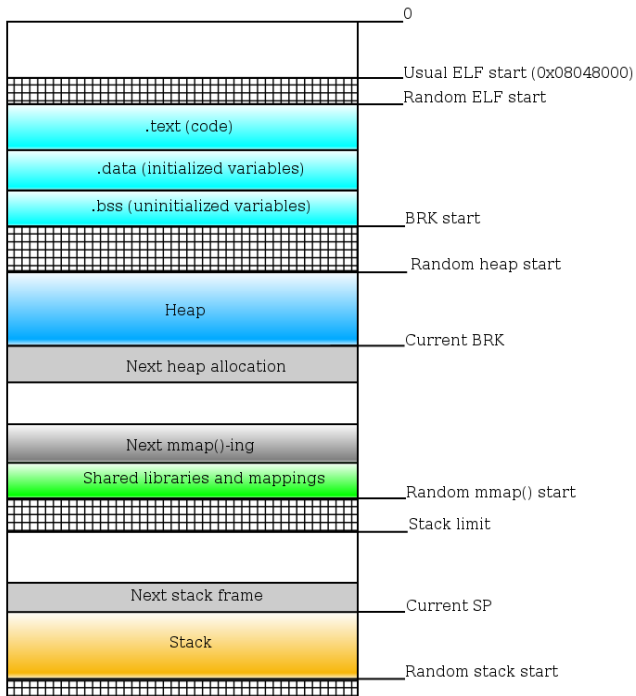 0
Usual ELF start (0x08048000)
Random ELF start
.text (code)
.data (initialized variables)
.bss (uninitialized variables)
BRK start
Random heap start
Heap
Current BRK
Next heap allocation
Next mmap()-ing
Shared libraries and mappings
Random mmap() start
Stack limit
Next stack frame
Current SP
Stack
Random stack start